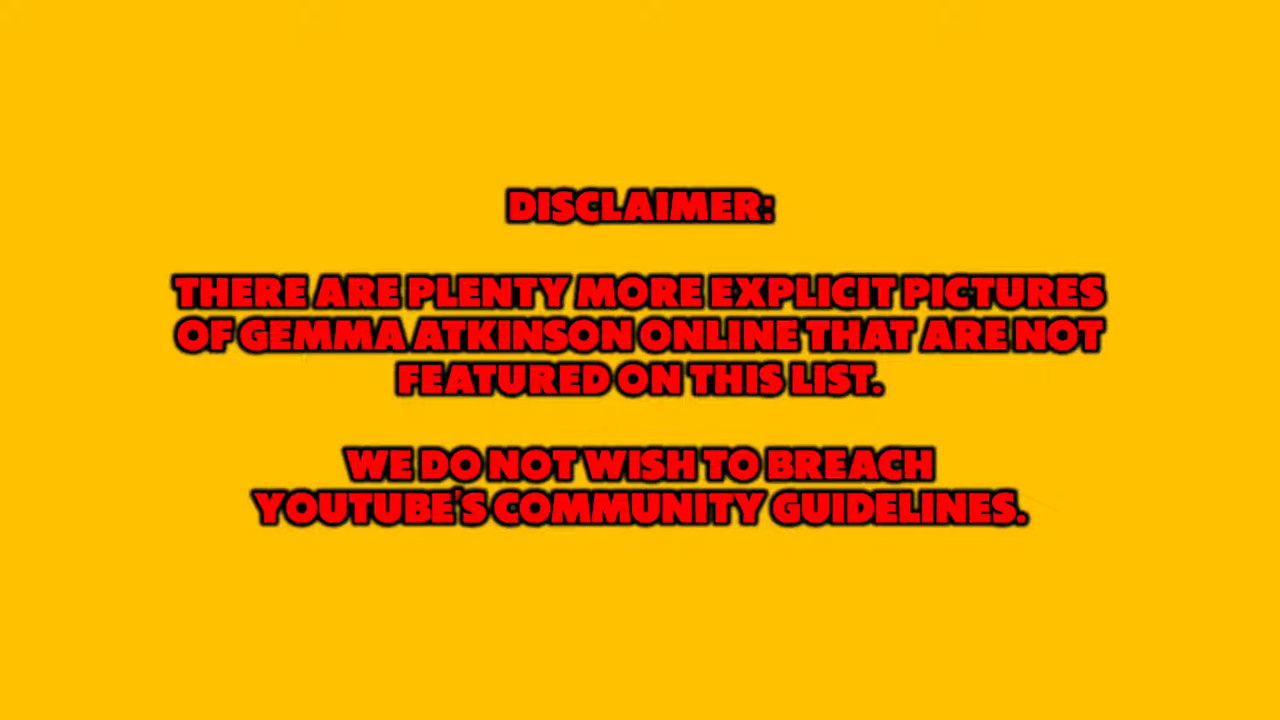 DISCLAIMER:
THERE ARE PLENTY MORE EXPLICIT PICTURES
OF GEMMA ATKINSON ONLINE THAT ARE NOT
FEATURED ON THIS LIST.
WE DO NOT WISH TO BREACH
YOUTUBE'S COMMUNITY GUIDELINES.